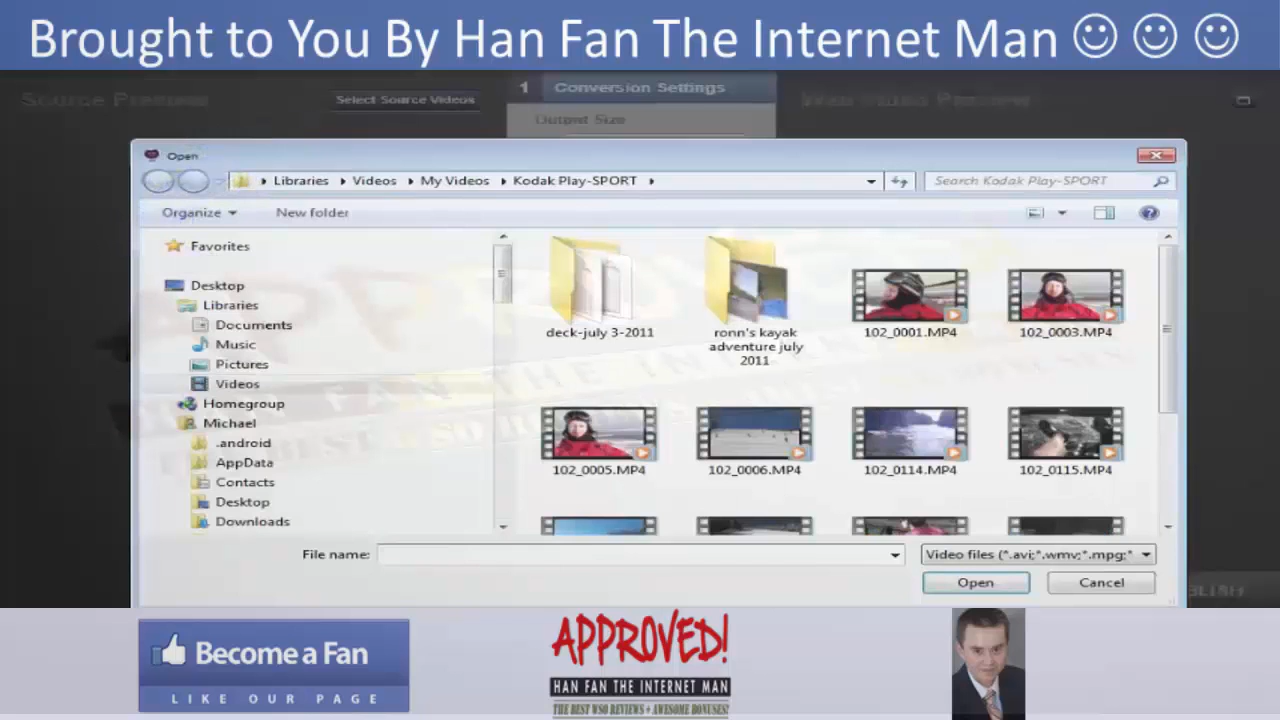 Brought to You By Han Fan The Internet Man
Source Preview
Select Source Videos
1 Conversion Settings
Output Size
Open
Libraries Videos My Videos Kodak Play-SPORT
Search Kodak Play-SPORT
Organize New folder
Favorites
Desktop
Libraries
Documents
Music
Pictures
Videos
Homegroup
Michael
.android
AppData
Contacts
Desktop
Downloads
deck-july 3-2011
ronn's kayak
adventure july
2011
102_0001.MP4
102_0003.MP4
102_0005.MP4
102_0006.MP4
102_0114.MP4
102_0115.MP4
File name:
Video files (*.avi;*.wmv;*.mpg;*
Open Cancel
Become a Fan
LIKE OUR PAGE
APPROVED!
HAN FAN THE INTERNET MAN
THE BEST WSO REVIEWS + AWESOME BONUSES!